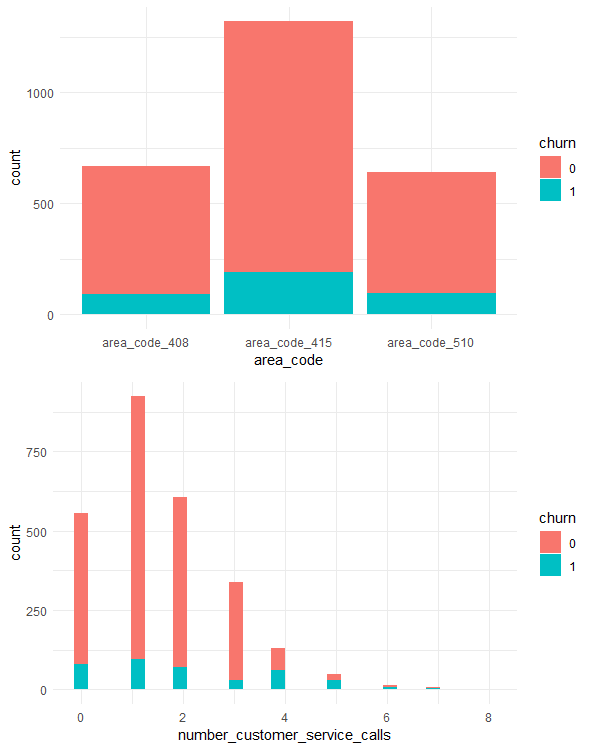 1000
500
0
count
area_code_408 area_code_415 area_code_510
area_code
churn
0
1
750
500
250
0
count
0 2 4 6 8
number_customer_service_calls
churn
0
1